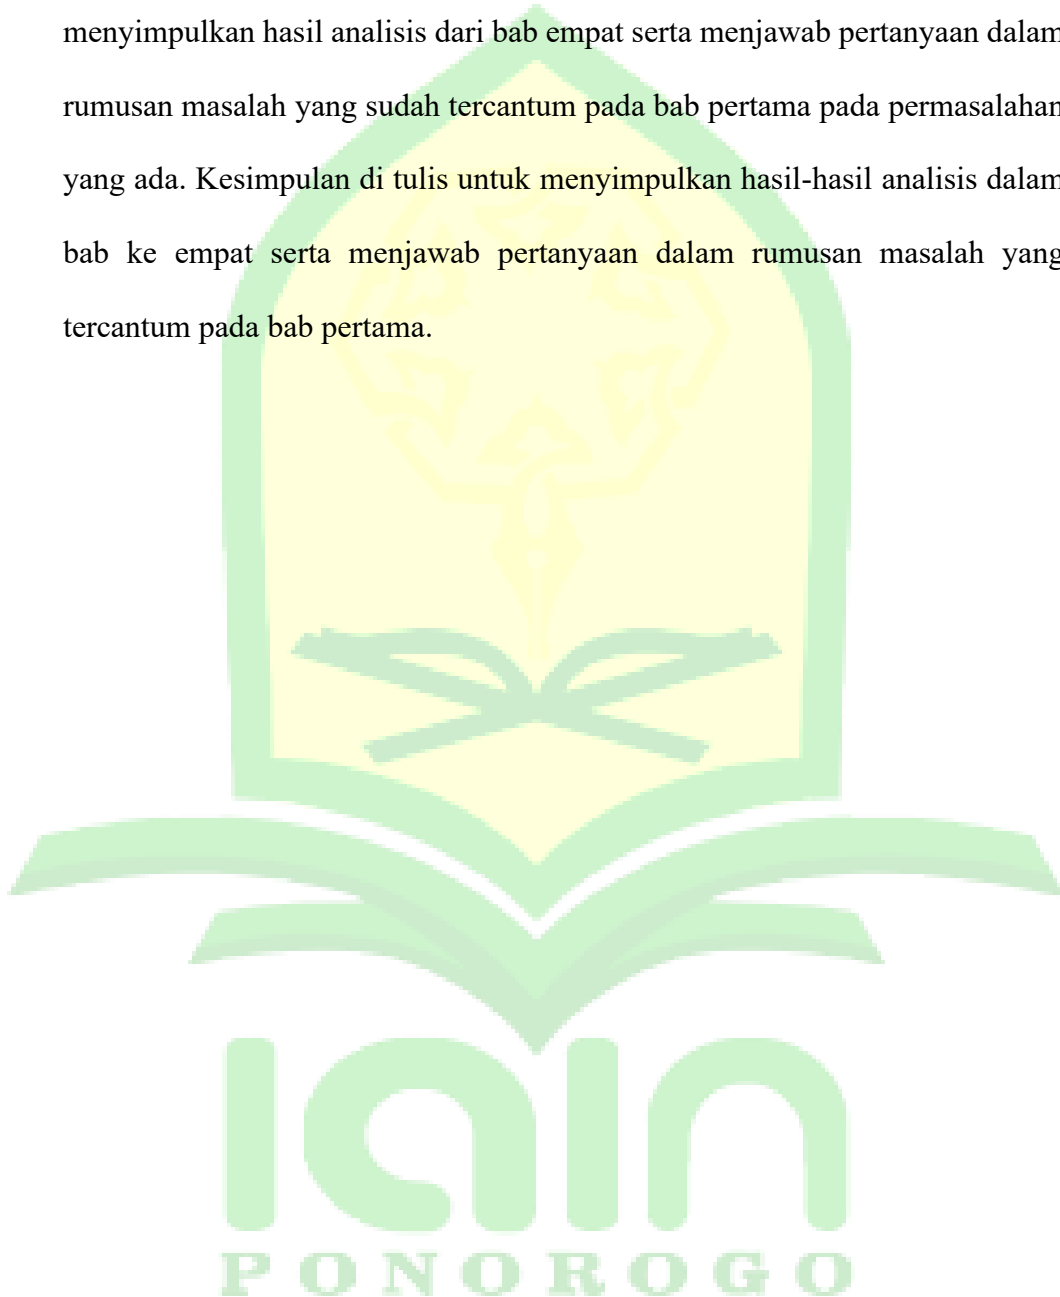 menyimpulkan hasil analisis dari bab empat serta menjawab pertanyaan dalam
rumusan masalah yang sudah tercantum pada bab pertama pada permasalahan
yang ada. Kesimpulan di tulis untuk menyimpulkan hasil-hasil analisis dalam
bab ke empat serta menjawab pertanyaan dalam rumusan masalah yang
tercantum pada bab pertama.
iain
PONOROGO